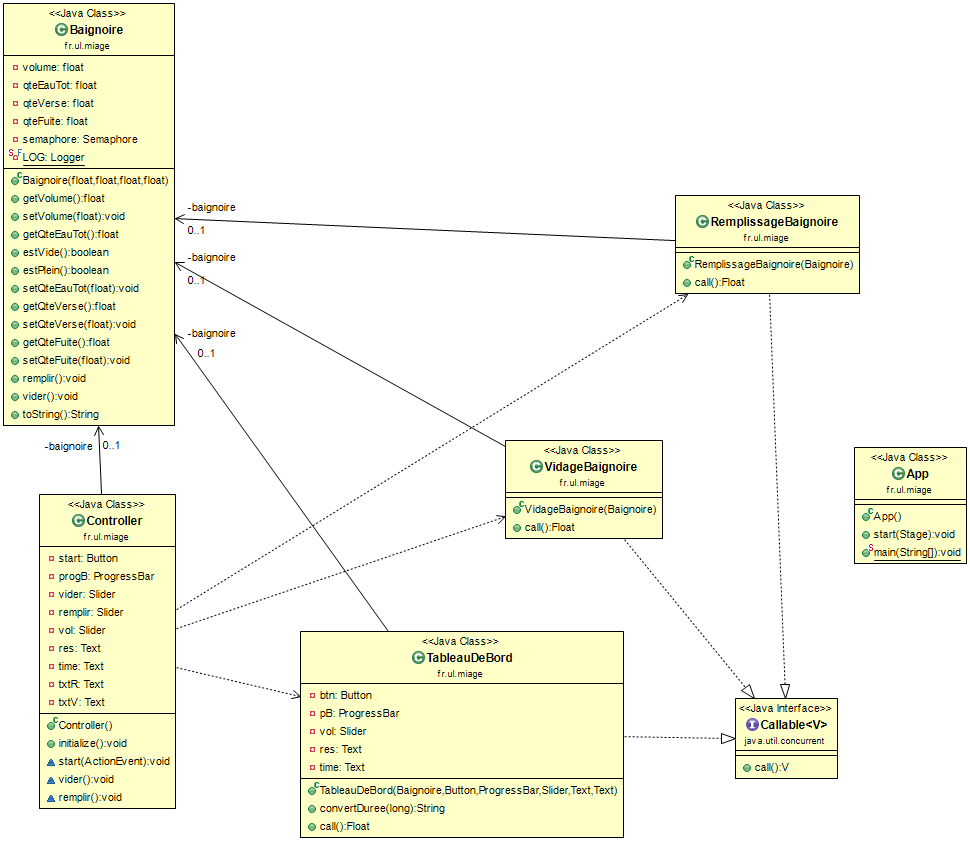 <<Java Class>>
Baignoire
fr.ul.miage
volume: float
qteEauTot: float
qteVerse: float
qteFuite: float
semaphore: Semaphore
S F LOG: Logger
C Baignoire(float,float,float,float)
getVolume():float
setVolume(float):void
getQteEauTot():float
estVide():boolean
estPlein():boolean
setQteEauTot(float):void
getQteVerse():float
setQteVerse(float):void
getQteFuite():float
setQteFuite(float):void
remplir():void
vider():void
toString():String
-baignoire
0..1
-baignoire
0..1
-baignoire
0..1
-baignoire 0..1
<<Java Class>>
C RemplissageBaignoire
fr.ul.miage
C RemplissageBaignoire(Baignoire)
call():Float
<<Java Class>>
C VidageBaignoire
fr.ul.miage
C VidageBaignoire(Baignoire)
call():Float
<<Java Class>>
C App
fr.ul.miage
C App()
start(Stage):void
S main(String[]):void
<<Java Class>>
C Controller
fr.ul.miage
start: Button
progB: ProgressBar
vider: Slider
remplir: Slider
vol: Slider
res: Text
time: Text
txtR: Text
txtV: Text
C Controller()
initialize():void
start(ActionEvent):void
vider():void
remplir():void
<<Java Class>>
C TableauDeBord
fr.ul.miage
btn: Button
pB: ProgressBar
vol: Slider
res: Text
time: Text
C TableauDeBord(Baignoire,Button,ProgressBar,Slider,Text,Text)
convertDuree(long):String
call():Float
<<Java Interface>>
I Callable<V>
java.util.concurrent
call():V